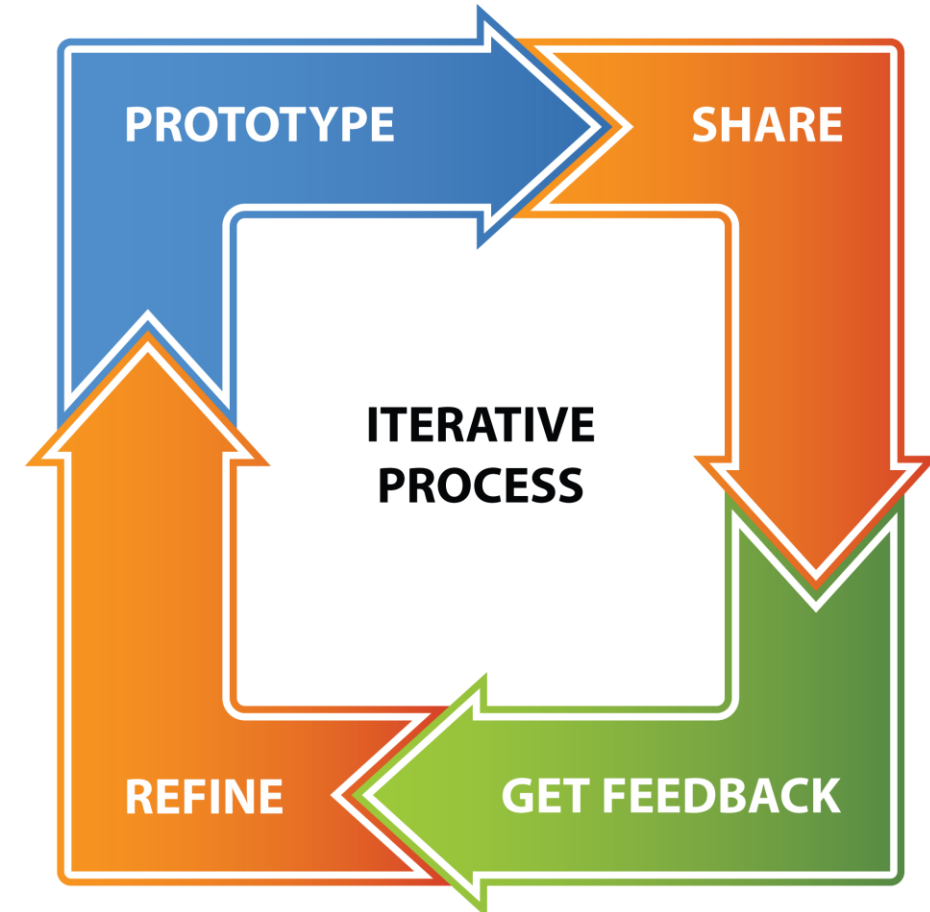 PROTOTYPE
SHARE
ITERATIVE
PROCESS
REFINE
GET FEEDBACK